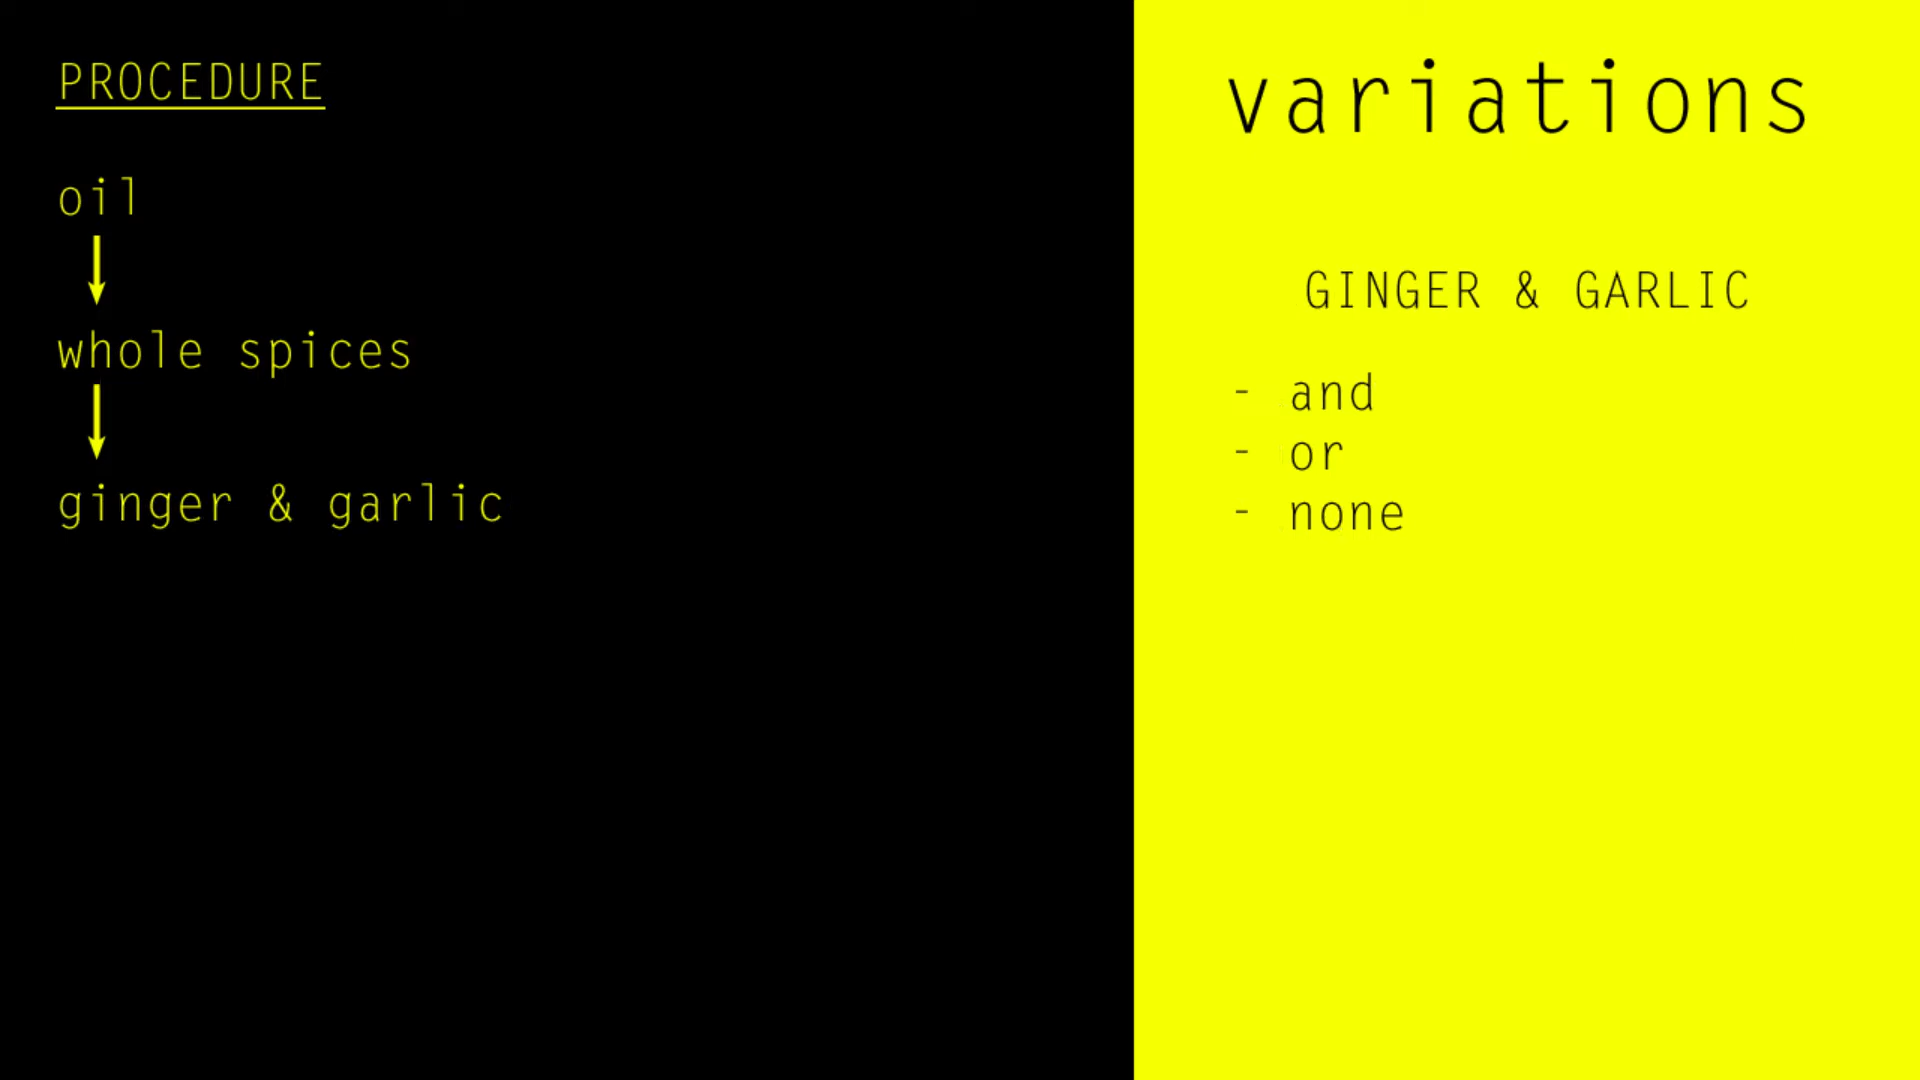 PROCEDURE
oil
whole spices
ginger & garlic
variations
GINGER & GARLIC
- and
- or
- none